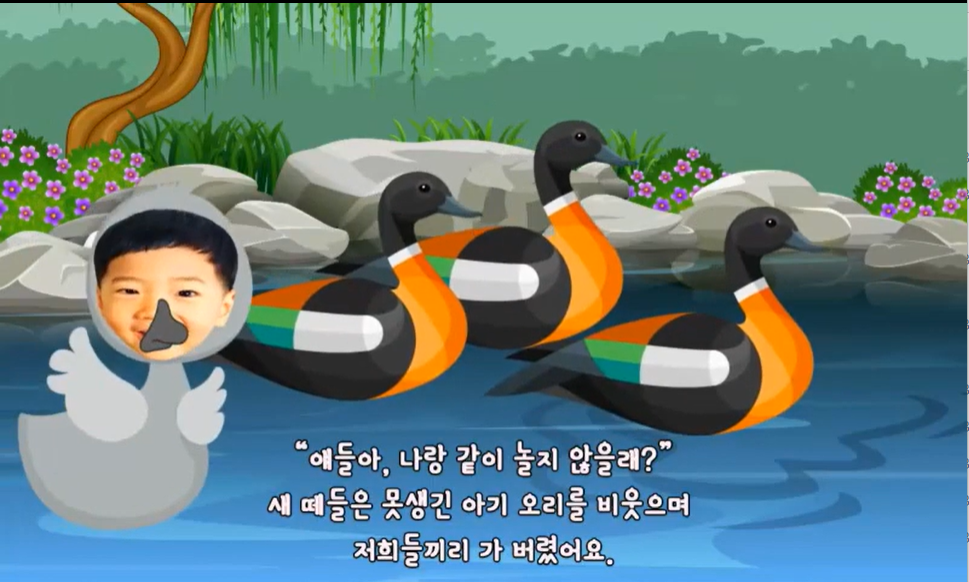 “얘들아, 나랑 같이 놀지 않을래?”
새 떼들은 못생긴 아기 오리를 비웃으며
저희들끼리 가 버렸어요.